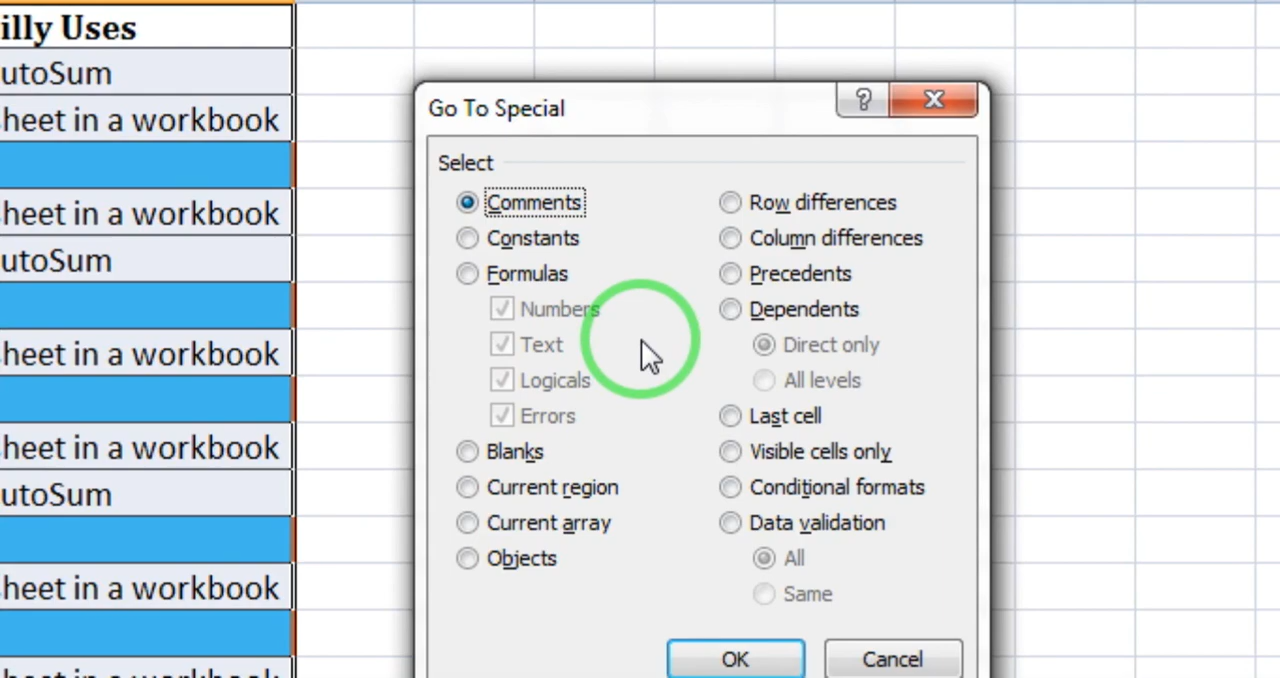 illy Uses
utoSum
heet in a workbook
heet in a workbook
utoSum
heet in a workbook
heet in a workbook
utoSum
heet in a workbook
heet in a workbook
Go To Special
?
Select
Comments
Constants
Formulas
Numbers
Text
Logicals
Errors
Blanks
Current region
Current array
Objects
Row differences
Column differences
Precedents
Dependents
Direct only
All levels
Last cell
Visible cells only
Conditional formats
Data validation
All
Same
OK
Cancel